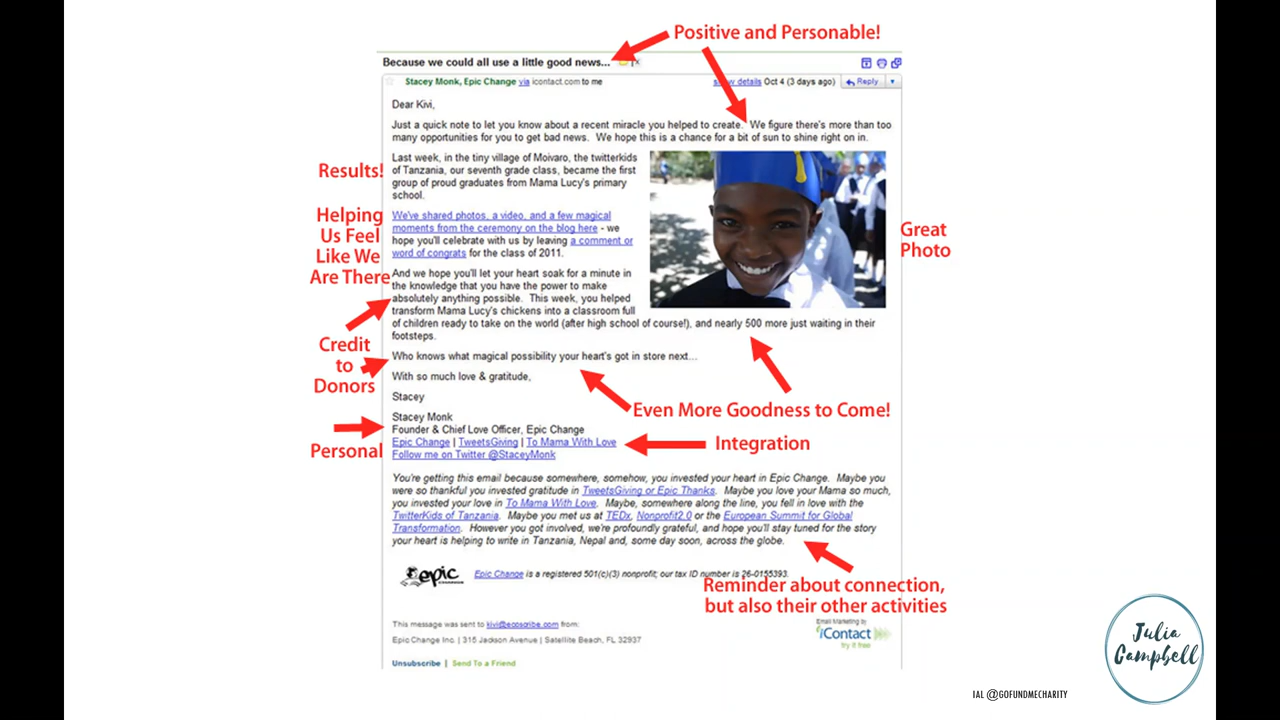 Positive and Personable!
Because we could all use a little good news...
Stacey Monk, Epic Change via icontact.com to me
show details Oct 4 (3 days ago)
Reply
Dear Kivi,
Just a quick note to let you know about a recent miracle you helped to create. We figure there's more than too
many opportunities for you to get bad news. We hope this is a chance for a bit of sun to shine right on in.
Last week, in the tiny village of Moivaro, the twitterkids
of Tanzania, our seventh grade class, became the first
group of proud graduates from Mama Lucy's primary
school.
Results!
We've shared photos, a video, and a few magical
moments from the ceremony on the blog here - we
hope you'll celebrate with us by leaving a comment or
word of congrats for the class of 2011.
Helping
Us Feel
Like We
Are There
Great
Photo
And we hope you'll let your heart soak for a minute in
the knowledge that you have the power to make
absolutely anything possible. This week, you helped
transform Mama Lucy's chickens into a classroom full
of children ready to take on the world (after high school of course!), and nearly 500 more just waiting in their
footsteps.
Credit
to
Donors
Who knows what magical possibility your heart's got in store next...
With so much love & gratitude,
Stacey
Even More Goodness to Come!
Stacey Monk
Founder & Chief Love Officer, Epic Change
Epic Change | TweetsGiving | To Mama With Love
Follow me on Twitter @StaceyMonk
Personal
Integration
You're getting this email because somewhere, somehow, you invested your heart in Epic Change. Maybe you
were so thankful you invested gratitude in TweetsGiving or Epic Thanks. Maybe you love your Mama so much,
you invested your love in To Mama With Love. Maybe, somewhere along the line, you fell in love with the
TwitterKids of Tanzania. Maybe you met us at TEDx, Nonprofit2.0 or the European Summit for Global
Transformation. However you got involved, we're profoundly grateful, and hope you'll stay tuned for the story
your heart is helping to write in Tanzania, Nepal and, some day soon, across the globe.
epic
Epic Change is a registered 501(c)(3) nonprofit; our tax ID number is 26-0155393.
Reminder about connection,
but also their other activities
This message was sent to kivi@ecoscribe.com from:
Epic Change Inc. | 315 Jackson Avenue | Satellite Beach, FL 32937
Email Marketing by
iContact
try it free
Unsubscribe | Send To a Friend
Julia
Campbell
IAL @GOFUNDMECHARITY